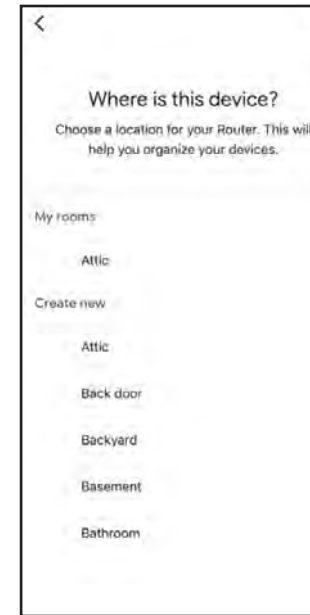 Where is this device?
Choose a location for your Router. This will
help you organize your devices.
My rooms
Attic
Create new
Attic
Back door
Backyard
Basement
Bathroom